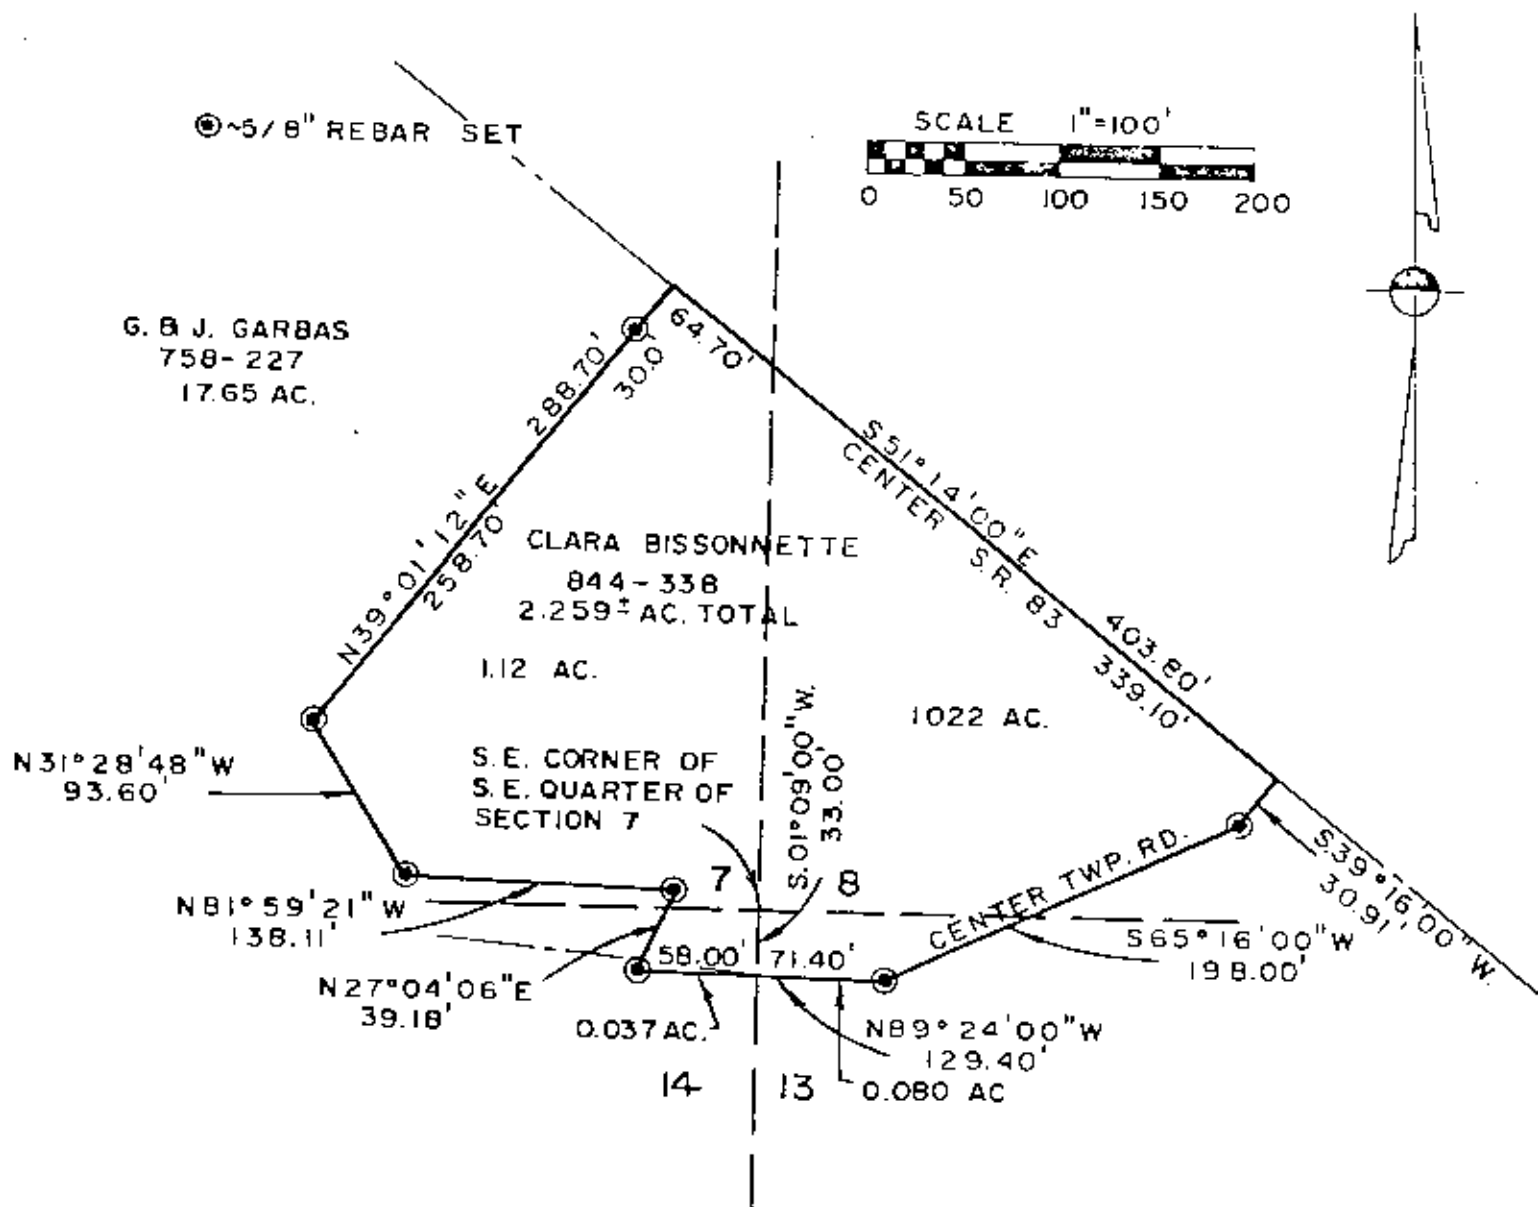 ~5/8" REBAR SET
SCALE 1"=100'
0 50 100 150 200
G. & J. GARBAS
758-227
17.65 AC.
64.70'
288.70'
30.0'
N39°01'12"E
258.70'
S51°14'00"E
CENTER S.R. 83
403.80'
339.10'
CLARA BISSONNETTE
844-338
2.259± AC. TOTAL
1.12 AC.
1.022 AC.
N31°28'48"W
93.60'
S.E. CORNER OF
S.E. QUARTER OF
SECTION 7
S.01°09'00"W.
33.00'
7 8
CENTER TWP. RD.
S.39°16'00"W.
30.91'
N81°59'21"W
138.11'
S65°16'00"W
198.00'
58.00' 71.40'
N27°04'06"E
39.18'
0.037 AC.
N89°24'00"W
129.40'
0.080 AC
14 13